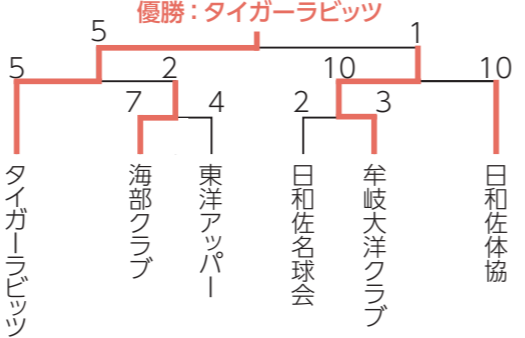 優勝：タイガーラビッツ
5 1
5 2 10 10
7 4 2 3
タイガーラビッツ
海部クラブ
東洋アッパー
日和佐名球会
牟岐大洋クラブ
日和佐体協